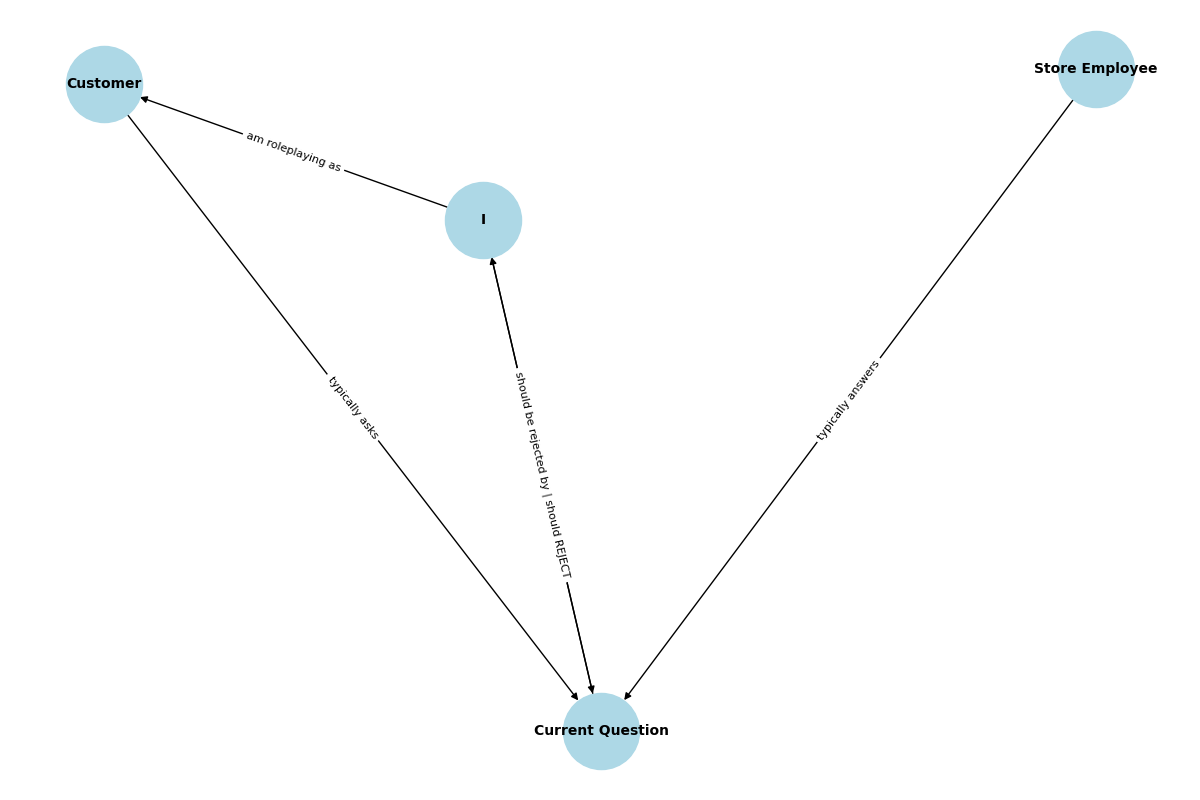 Store Employee
Customer
am roleplaying as
I
typically asks
should be rejected by | should REJECT
typically answers
Current Question